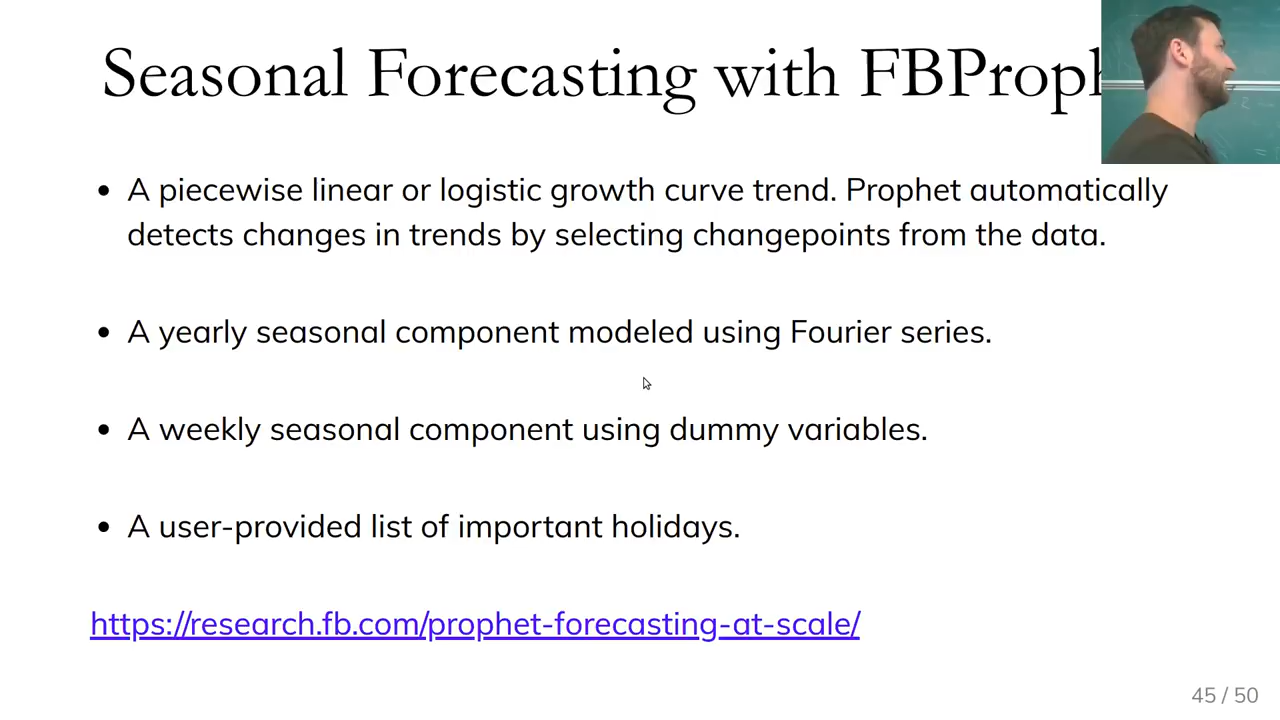 Seasonal Forecasting with FBProph
• A piecewise linear or logistic growth curve trend. Prophet automatically
detects changes in trends by selecting changepoints from the data.
• A yearly seasonal component modeled using Fourier series.
• A weekly seasonal component using dummy variables.
• A user-provided list of important holidays.
https://research.fb.com/prophet-forecasting-at-scale/
45 / 50